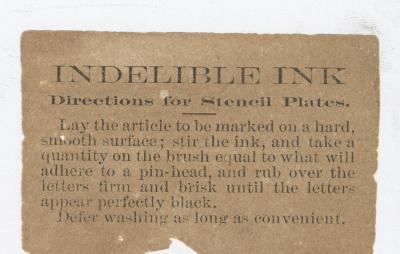 INDELIBLE INK
Directions for Stencil Plates.
Lay the article to be marked on a hard,
smooth surface; stir the ink, and take a
quantity on the brush equal to what will
adhere to a pin-head, and rub over the
letters firm and brisk until the letters
appear perfectly black.
Defer washing as long as convenient.